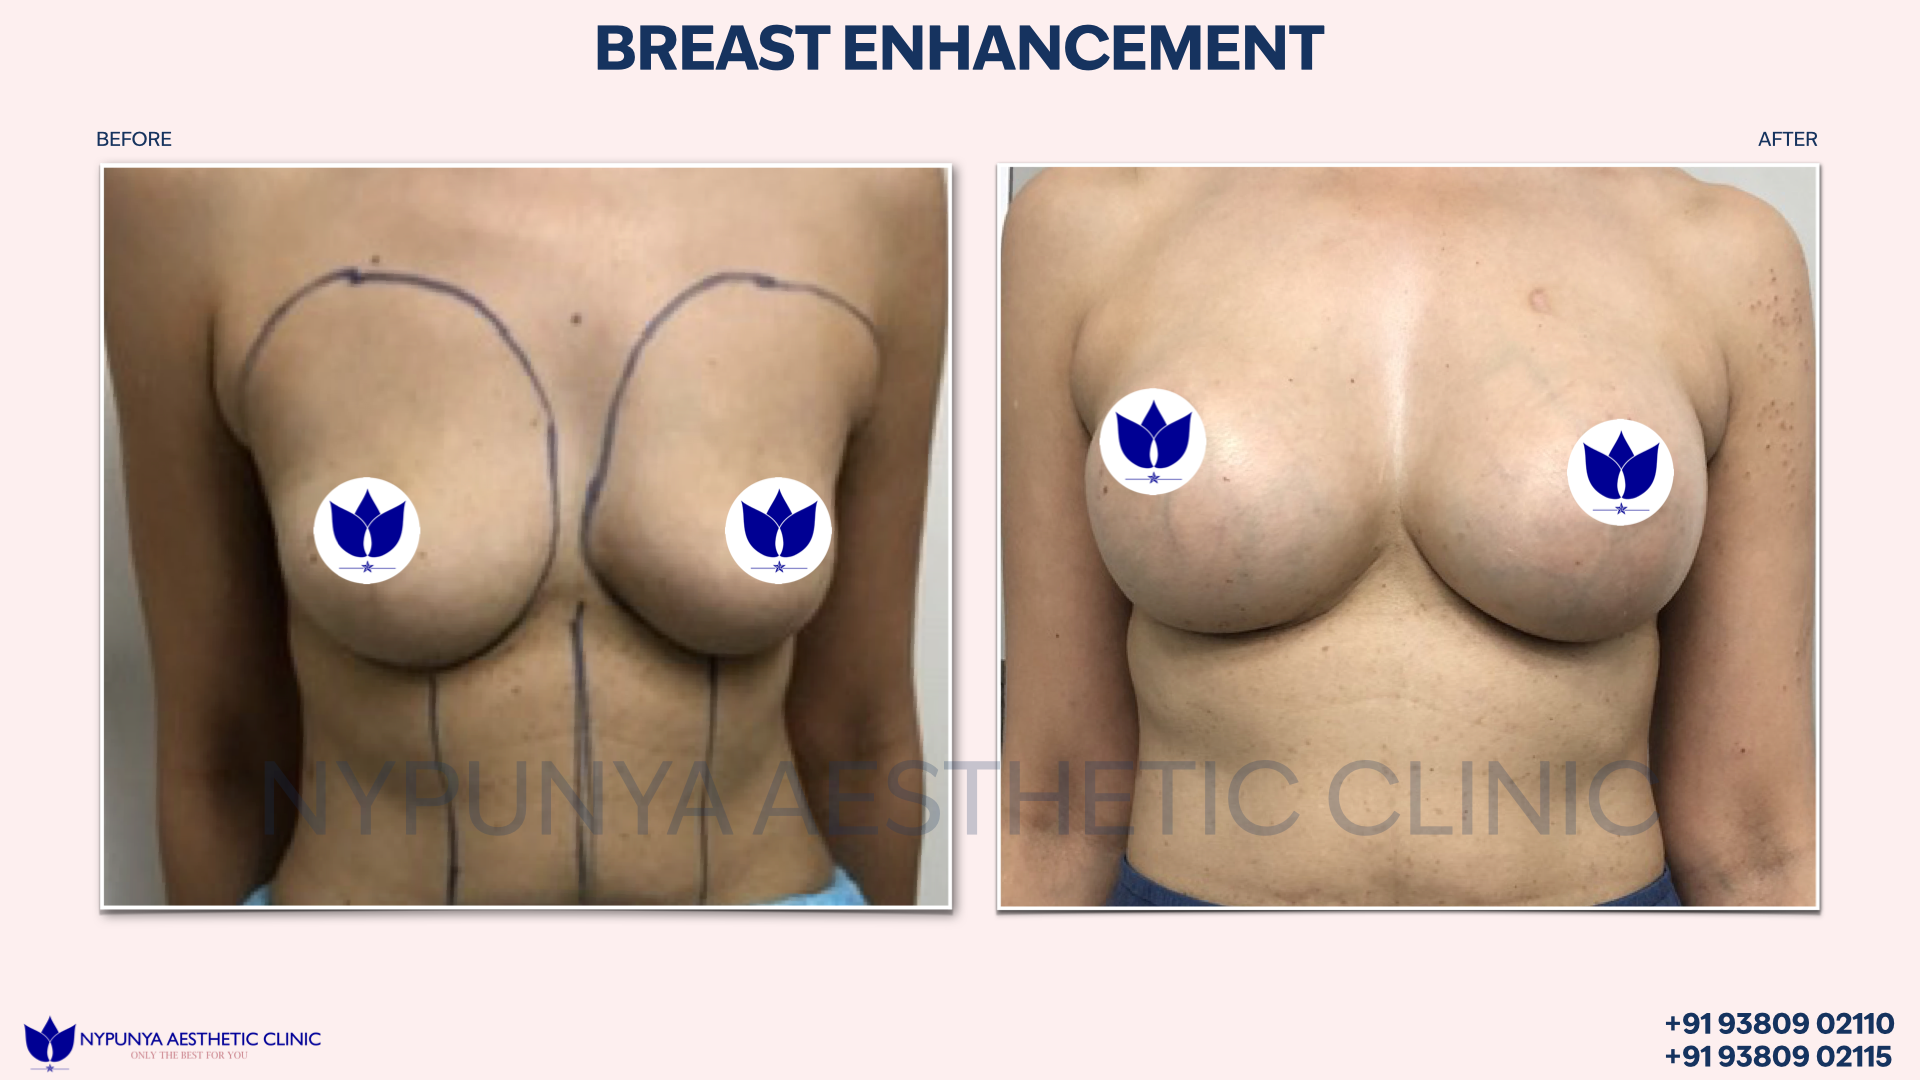 BREAST ENHANCEMENT
BEFORE
AFTER
NYPUNYA AESTHETIC CLINIC
NYPUNYA AESTHETIC CLINIC
ONLY THE BEST FOR YOU
+91 93809 02110
+91 93809 02115